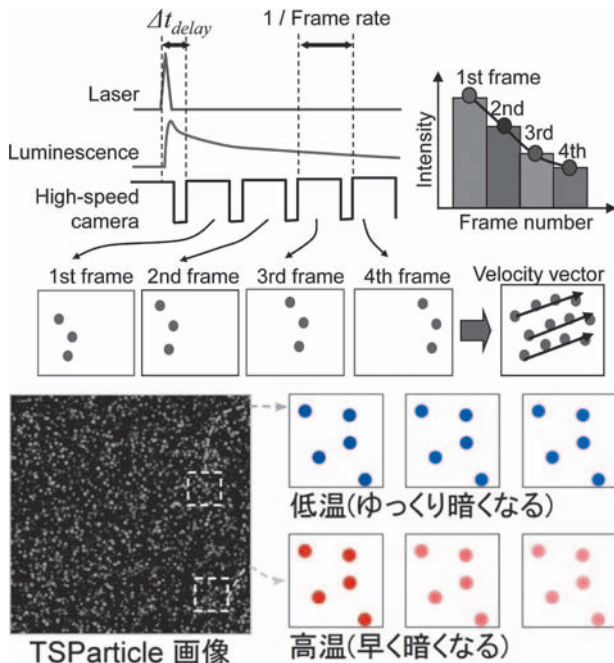 Δt_delay
1 / Frame rate
Laser
Luminescence
High-speed
camera
Intensity
1st frame
2nd
3rd
4th
Frame number
1st frame
2nd frame
3rd frame
4th frame
Velocity vector
低温(ゆっくり暗くなる)
高温(早く暗くなる)
TSParticle 画像